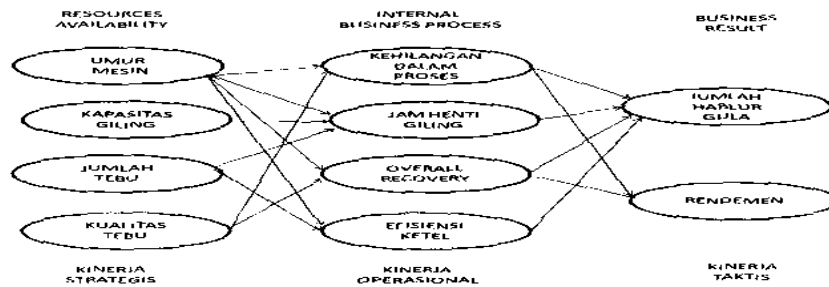 RESOURCES
AVAILABILITY
INTERNAL
BUSINESS PROCESS
BUSINESS
RESULT
UMUR
MESIN
KEHILANGAN
DALAM
PROSES
KAPASITAS
GILING
JAM HENTI
GILING
JUMLAH
HABLUR
GULA
JUMLAH
TEBU
OVERALL
RECOVERY
RENDEMEN
KUALITAS
TEBU
EFISIENSI
KETEL
KINERJA
STRATEGIS
KINERJA
OPERASIONAL
KINERJA
TAKTIS